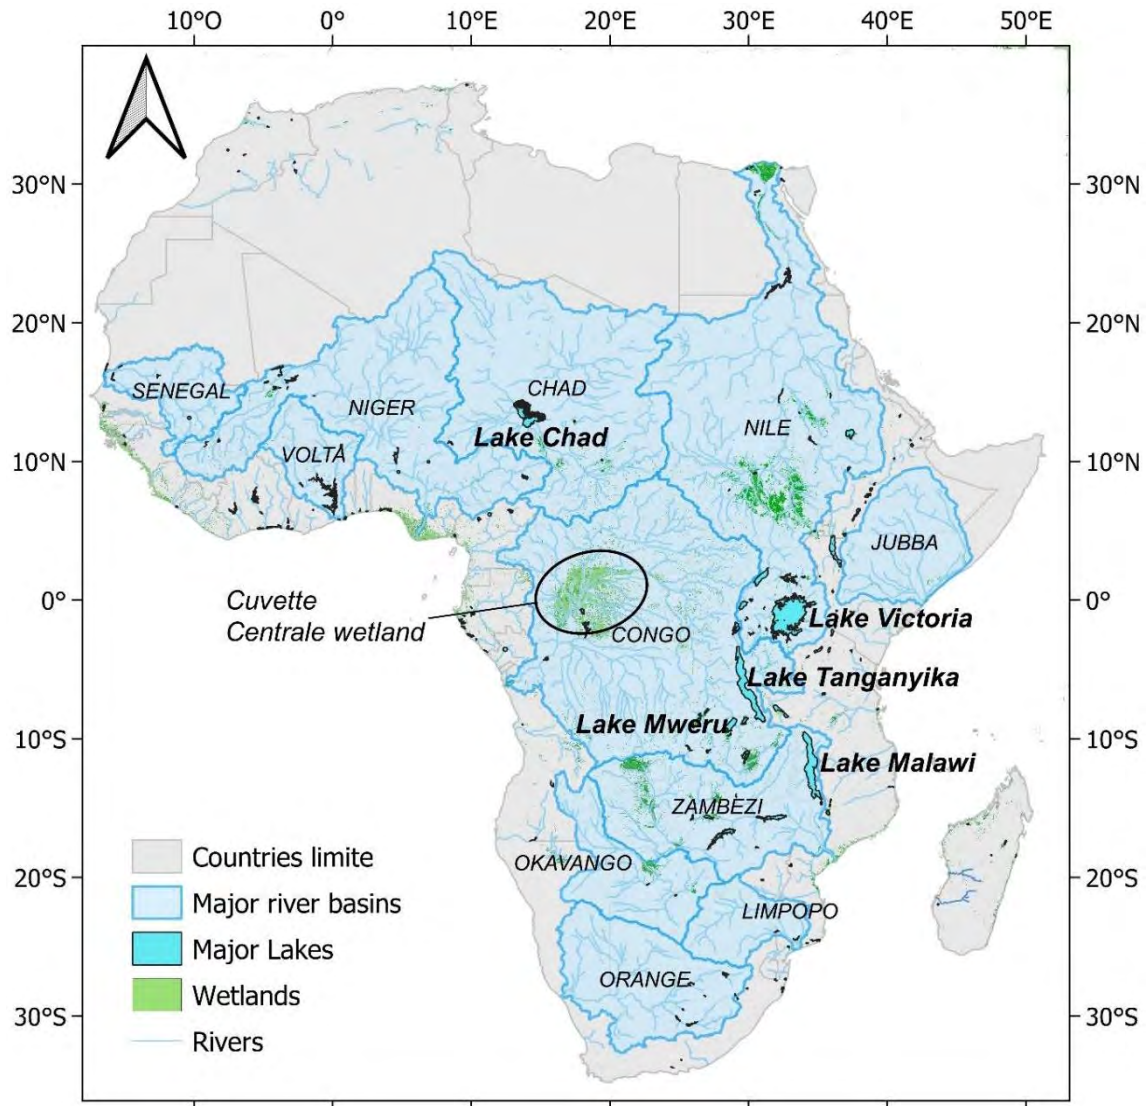 10°O 0° 10°E 20°E 30°E 40°E 50°E
30°N 30°N
20°N 20°N
SENEGAL
NIGER
CHAD
Lake Chad
NILE
VOLTA
10°N 10°N
JUBBA
0° 0°
Cuvette
Centrale wetland
CONGO
Lake Victoria
Lake Tanganyika
Lake Mweru
10°S 10°S
Lake Malawi
ZAMBEZI
OKAVANGO
20°S 20°S
LIMPOPO
ORANGE
30°S 30°S
Countries limite
Major river basins
Major Lakes
Wetlands
Rivers